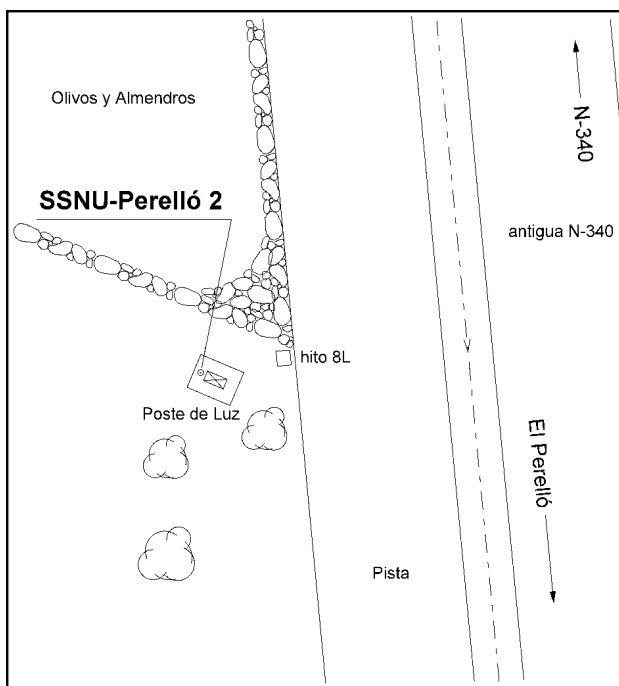 Olivos y Almendros
N-340
SSNU-Perelló 2
antigua N-340
hito 8L
Poste de Luz
El Perelló
Pista